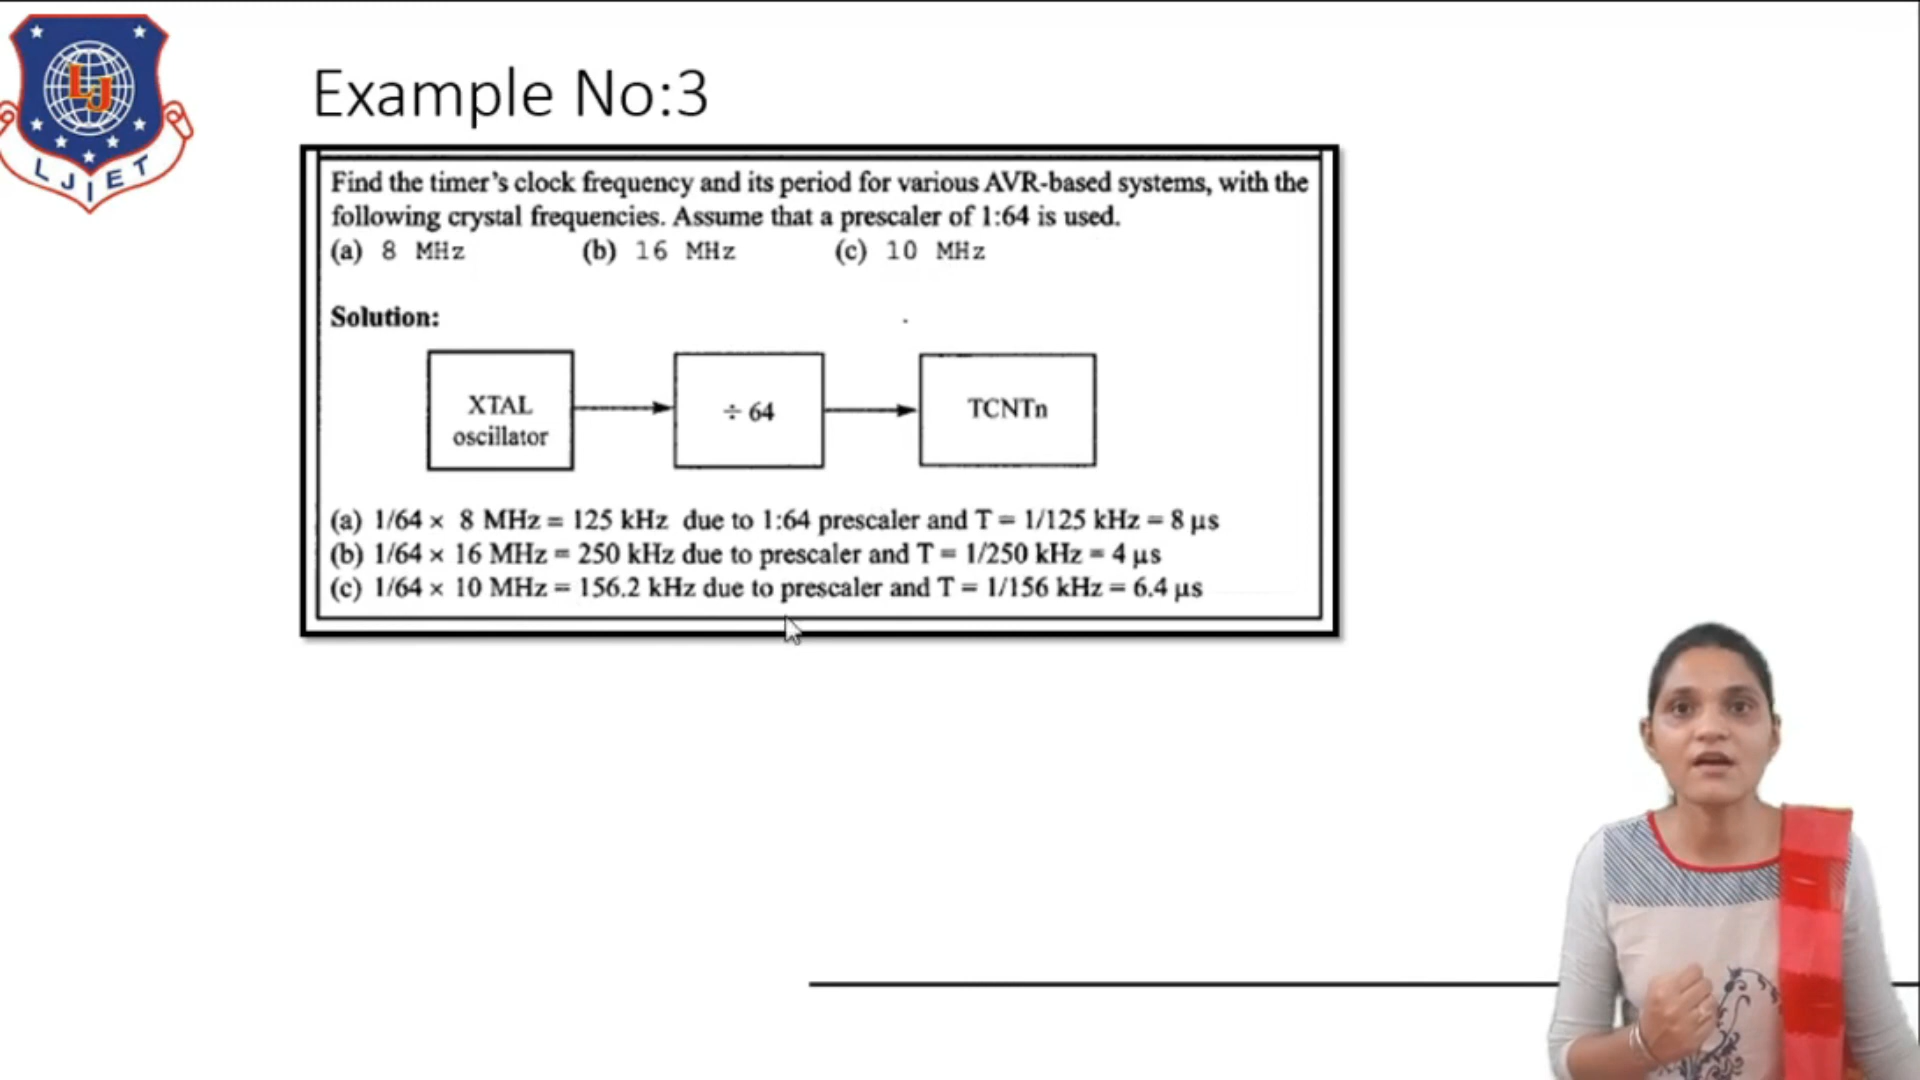 LJ
LJIET
Example No:3
Find the timer's clock frequency and its period for various AVR-based systems, with the
following crystal frequencies. Assume that a prescaler of 1:64 is used.
(a) 8 MHz (b) 16 MHz (c) 10 MHz
Solution:
XTAL
oscillator
÷ 64
TCNTn
(a) 1/64 × 8 MHz = 125 kHz due to 1:64 prescaler and T = 1/125 kHz = 8 µs
(b) 1/64 × 16 MHz = 250 kHz due to prescaler and T = 1/250 kHz = 4 µs
(c) 1/64 × 10 MHz = 156.2 kHz due to prescaler and T = 1/156 kHz = 6.4 µs